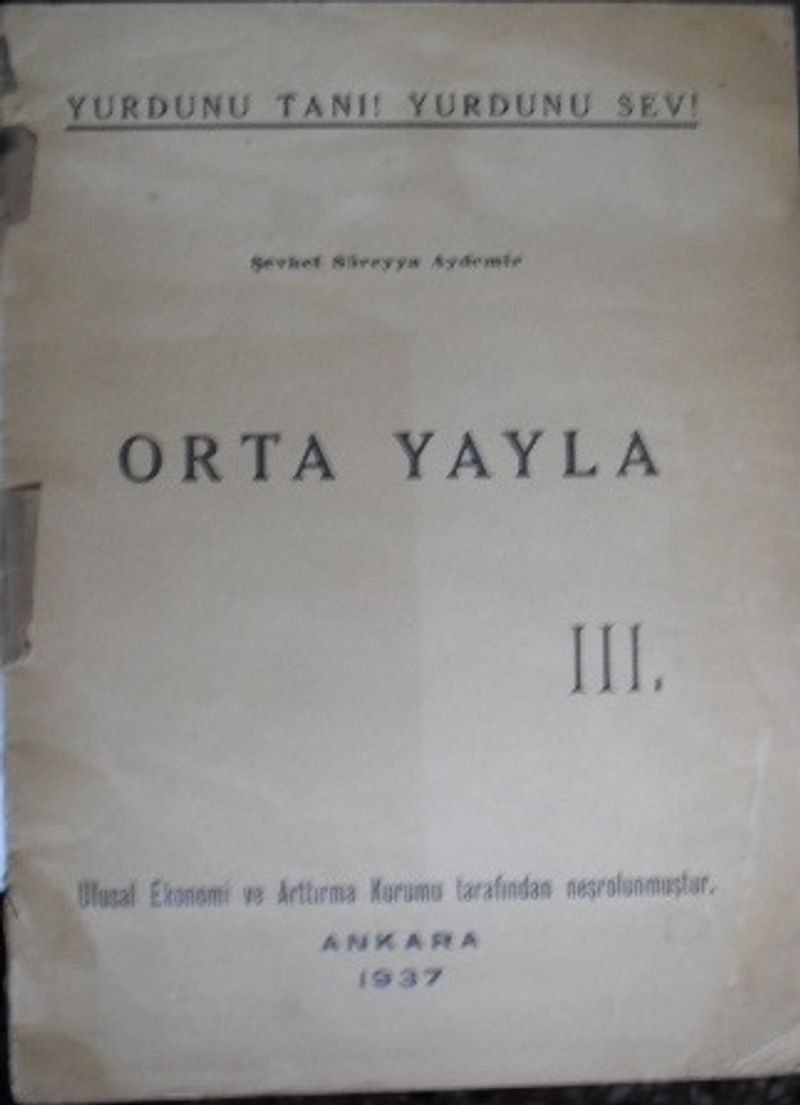 YURDUNU TANI! YURDUNU SEV!
Şevket Süreyya Aydemir
ORTA YAYLA
III.
Ulusal Ekonomi ve Arttırma Kurumu tarafından neşrolunmuştur.
ANKARA
1937